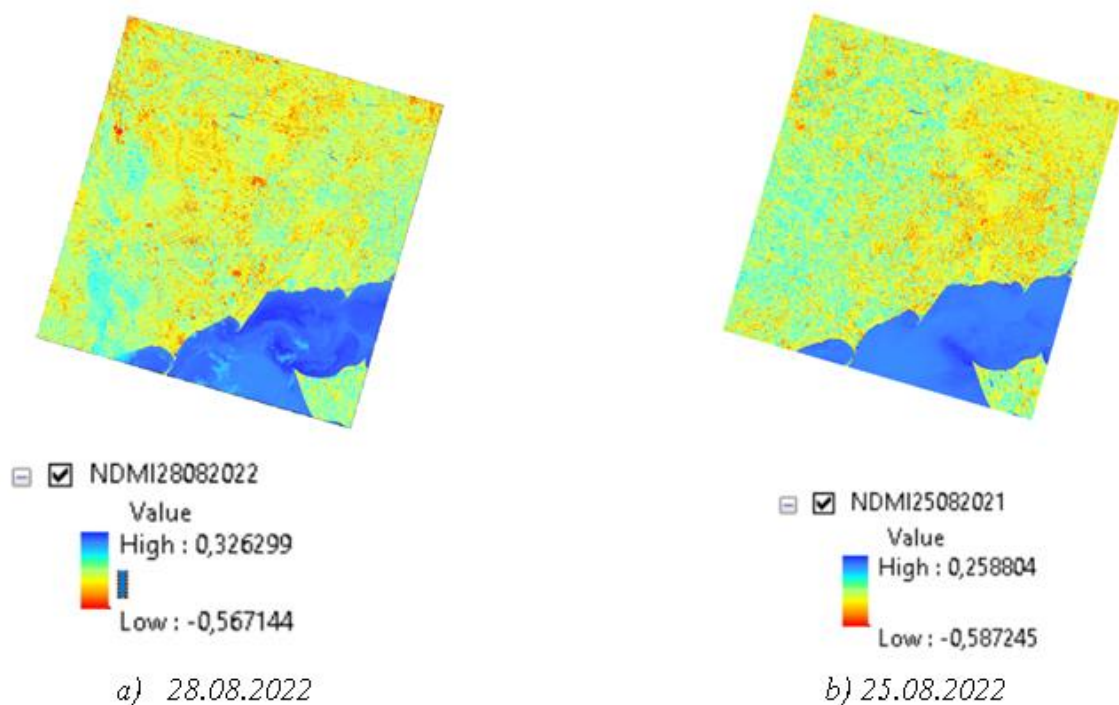 NDMI28082022
Value
High : 0,326299
Low : -0,567144
a) 28.08.2022
NDMI25082021
Value
High : 0,258804
Low : -0,587245
b) 25.08.2022